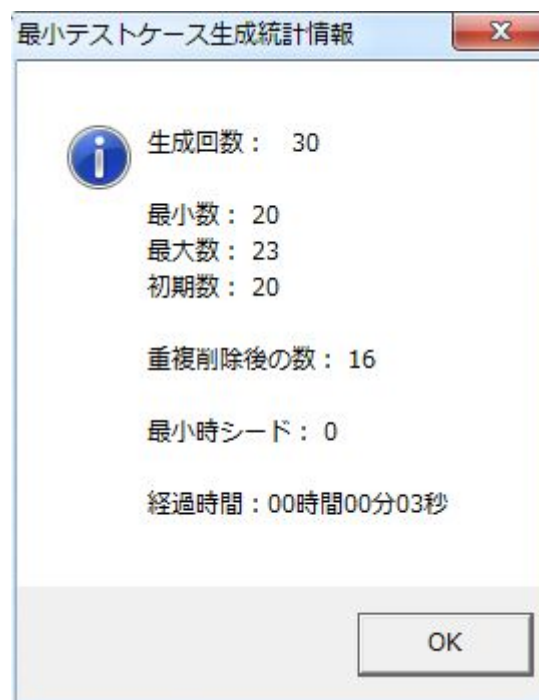 最小テストケース生成統計情報
生成回数： 30
最小数： 20
最大数： 23
初期数： 20
重複削除後の数： 16
最小時シード： 0
経過時間：00時間00分03秒
OK